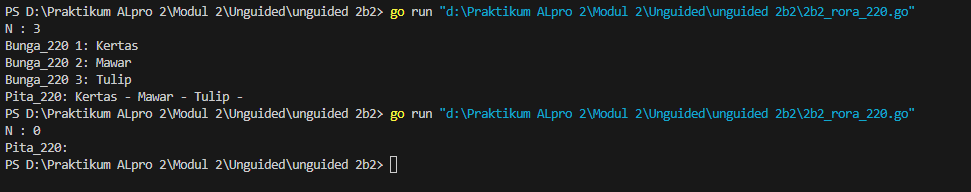 PS D:\Praktikum ALpro 2\Modul 2\Unguided\unguided 2b2> go run "d:\Praktikum ALpro 2\Modul 2\Unguided\unguided 2b2\2b2_rora_220.go"
N : 3
Bunga_220 1: Kertas
Bunga_220 2: Mawar
Bunga_220 3: Tulip
Pita_220: Kertas - Mawar - Tulip -
PS D:\Praktikum ALpro 2\Modul 2\Unguided\unguided 2b2> go run "d:\Praktikum ALpro 2\Modul 2\Unguided\unguided 2b2\2b2_rora_220.go"
N : 0
Pita_220:
PS D:\Praktikum ALpro 2\Modul 2\Unguided\unguided 2b2>